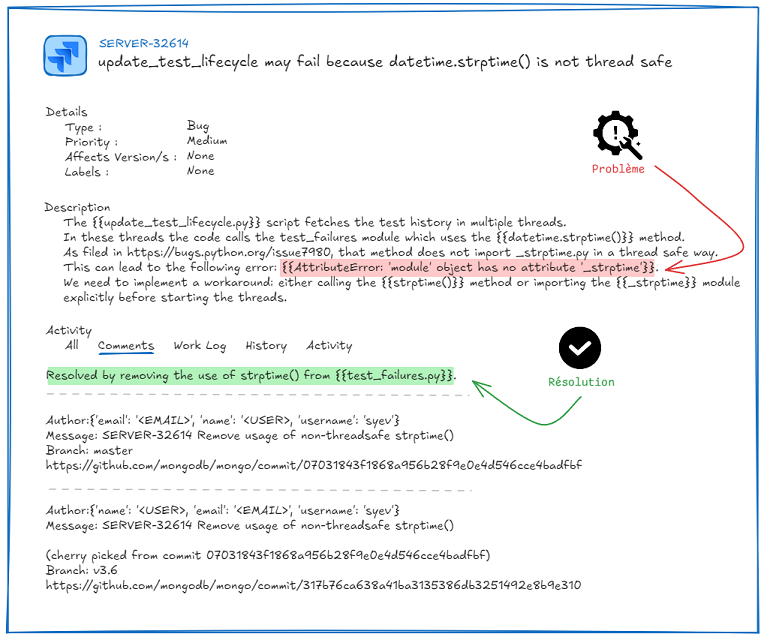 SERVER-32614
update_test_lifecycle may fail because datetime.strptime() is not thread safe
Details
Type : Bug
Priority : Medium
Affects Version/s : None
Labels : None
Problème
Description
The {{update_test_lifecycle.py}} script fetches the test history in multiple threads.
In these threads the code calls the test_failures module which uses the {{datetime.strptime()}} method.
As filed in https://bugs.python.org/issue7980, that method does not import _strptime.py in a thread safe way.
This can lead to the following error: {{AttributeError: 'module' object has no attribute '_strptime'}}.
We need to implement a workaround: either calling the {{strptime()}} method or importing the {{_strptime}} module
explicitly before starting the threads.
Activity
All Comments Work Log History Activity
Résolution
Resolved by removing the use of strptime() from {{test_failures.py}}.
Author:{'email': '<EMAIL>', 'name': '<USER>, 'username': 'syev'}
Message: SERVER-32614 Remove usage of non-threadsafe strptime()
Branch: master
https://github.com/mongodb/mongo/commit/07031843f1868a956b28f9e0e4d546cce4badfbf
Author:{'name': '<USER>, 'email': '<EMAIL>', 'username': 'syev'}
Message: SERVER-32614 Remove usage of non-threadsafe strptime()
(cherry picked from commit 07031843f1868a956b28f9e0e4d546cce4badfbf)
Branch: v3.6
https://github.com/mongodb/mongo/commit/317b76ca638a41ba3135386db3251492e8b9e310